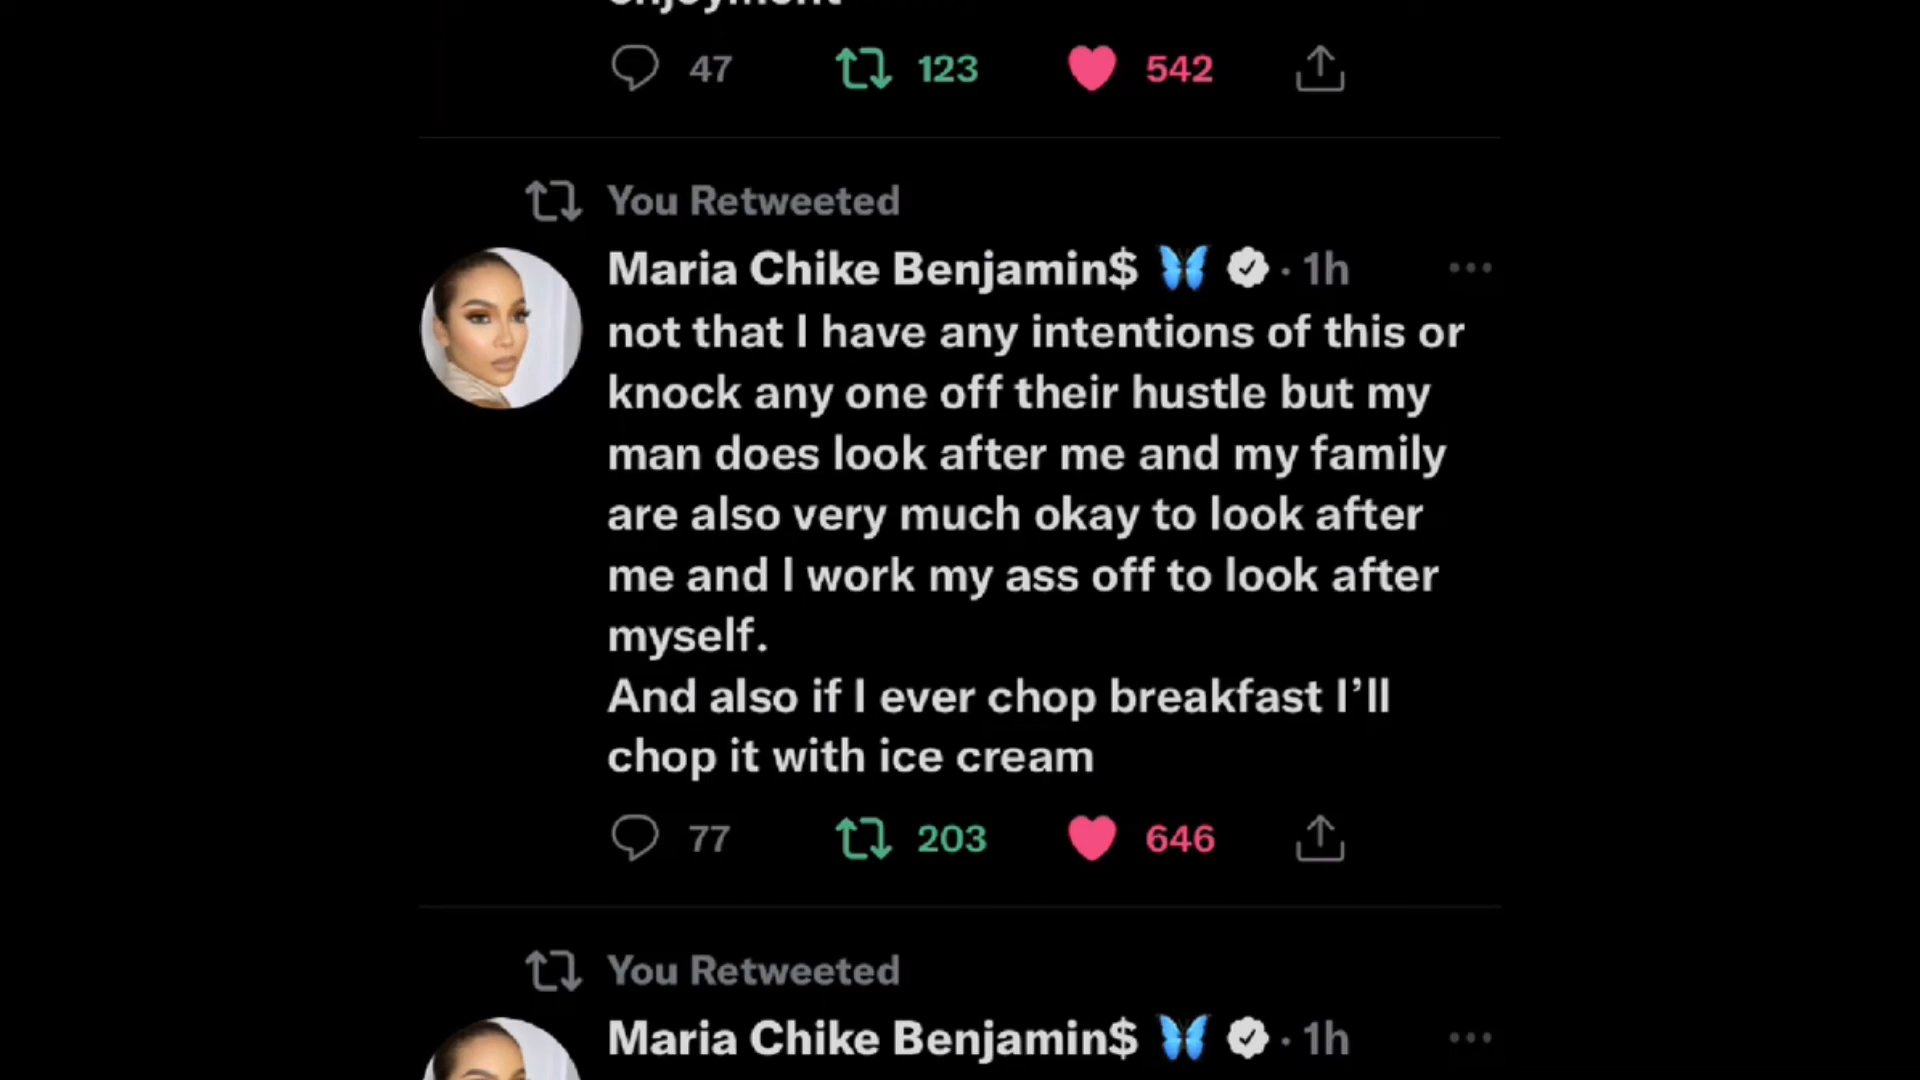 enjoyment
47 123 542
You Retweeted
Maria Chike Benjamin$ 🦋 · 1h
not that I have any intentions of this or
knock any one off their hustle but my
man does look after me and my family
are also very much okay to look after
me and I work my ass off to look after
myself.
And also if I ever chop breakfast I’ll
chop it with ice cream
77 203 646
You Retweeted
Maria Chike Benjamin$ 🦋 · 1h